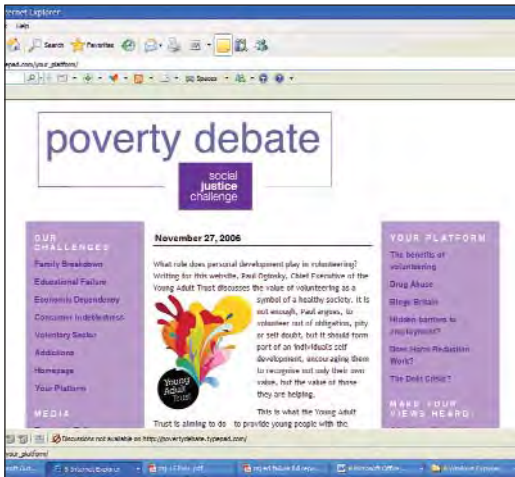 Internet Explorer
Help
Search Favorites
epad.com/your_platform/
Spaces
poverty debate
social
justice
challenge
OUR
CHALLENGES
Family Breakdown
Educational Failure
Economic Dependency
Consumer Indebtedness
Voluntary Sector
Addictions
Homepage
Your Platform
MEDIA
November 27, 2006
What role does personal development play in volunteering?
Writing for this website, Paul Oginsky, Chief Executive of the
Young Adult Trust discusses the value of volunteering as a
symbol of a healthy society. It is
not enough, Paul argues, to
volunteer out of obligation, pity
or self doubt, but it should form
part of an individual's self
development, encouraging them
to recognise not only their own
value, but the value of those
they are helping.
Young
Adult
Trust
This is what the Young Adult
Trust is aiming to do - to provide young people with the
YOUR PLATFORM
The benefits of
volunteering
Drug Abuse
Binge Britain
Hidden barriers to
employment?
Does Harm Reduction
Work?
The Debt Crisis?
MAKE YOUR
VIEWS HEARD!
Discussions not available on http://povertydebate.typepad.com/
your_platform/
6 Internet Explorer
6 Microsoft Office...
6 Windows Explorer